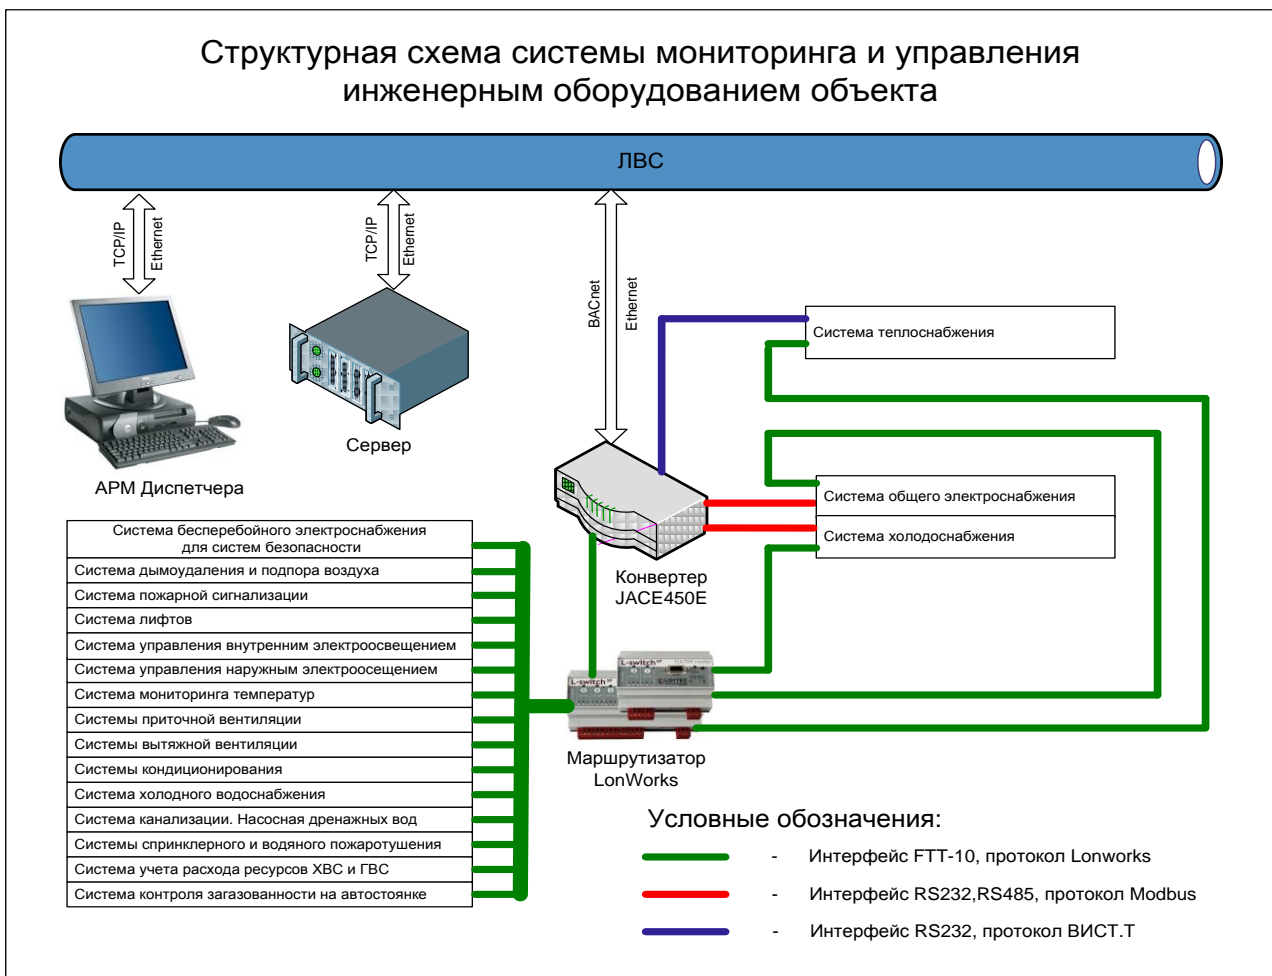 Структурная схема системы мониторинга и управления
инженерным оборудованием объекта
ЛВС
TCP/IP
Ethernet
TCP/IP
Ethernet
BACnet
Ethernet
Система теплоснабжения
Сервер
АРМ Диспетчера
Система общего электроснабжения
Система холодоснабжения
Конвертер
JACE450E
Система бесперебойного электроснабжения
для систем безопасности
Система дымоудаления и подпора воздуха
Система пожарной сигнализации
Система лифтов
Система управления внутренним электроосвещением
Система управления наружным электроосещением
Система мониторинга температур
Системы приточной вентиляции
Системы вытяжной вентиляции
Системы кондиционирования
Система холодного водоснабжения
Система канализации. Насосная дренажных вод
Системы спринклерного и водяного пожаротушения
Система учета расхода ресурсов ХВС и ГВС
Система контроля загазованности на автостоянке
L-switch
L-switch
LOYTEC
Маршрутизатор
LonWorks
Условные обозначения:
- Интерфейс FTT-10, протокол Lonworks
- Интерфейс RS232,RS485, протокол Modbus
- Интерфейс RS232, протокол ВИСТ.Т